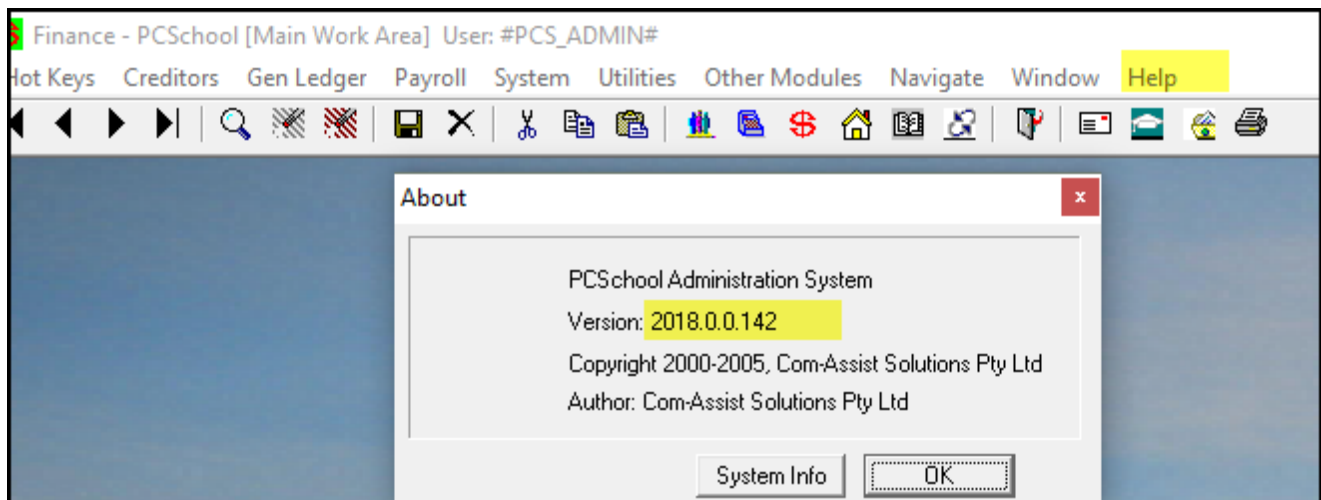 Finance - PCSchool [Main Work Area] User: #PCS_ADMIN#
Hot Keys Creditors Gen Ledger Payroll System Utilities Other Modules Navigate Window Help
About
PCSchool Administration System
Version: 2018.0.0.142
Copyright 2000-2005, Com-Assist Solutions Pty Ltd
Author: Com-Assist Solutions Pty Ltd
System Info OK